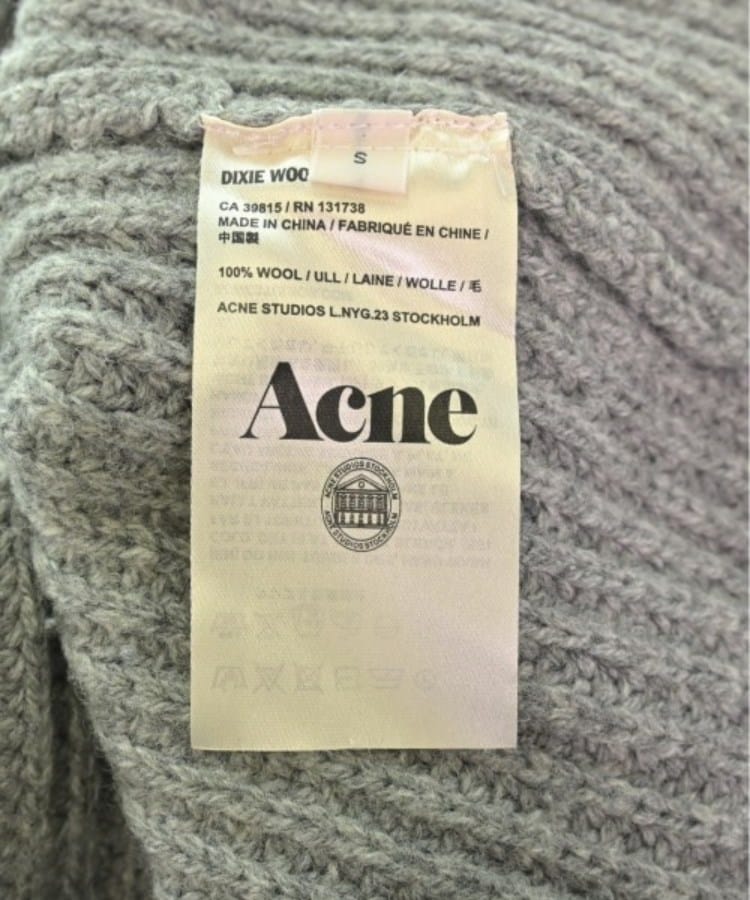 S
DIXIE WOO
CA 39815 / RN 131738
MADE IN CHINA / FABRIQUÉ EN CHINE /
中国製
100% WOOL / ULL / LAINE / WOLLE / 毛
ACNE STUDIOS L.NYG.23 STOCKHOLM
Acne
ACNE STUDIOS STOCKHOLM
ACNE STUDIOS STOCKHOLM